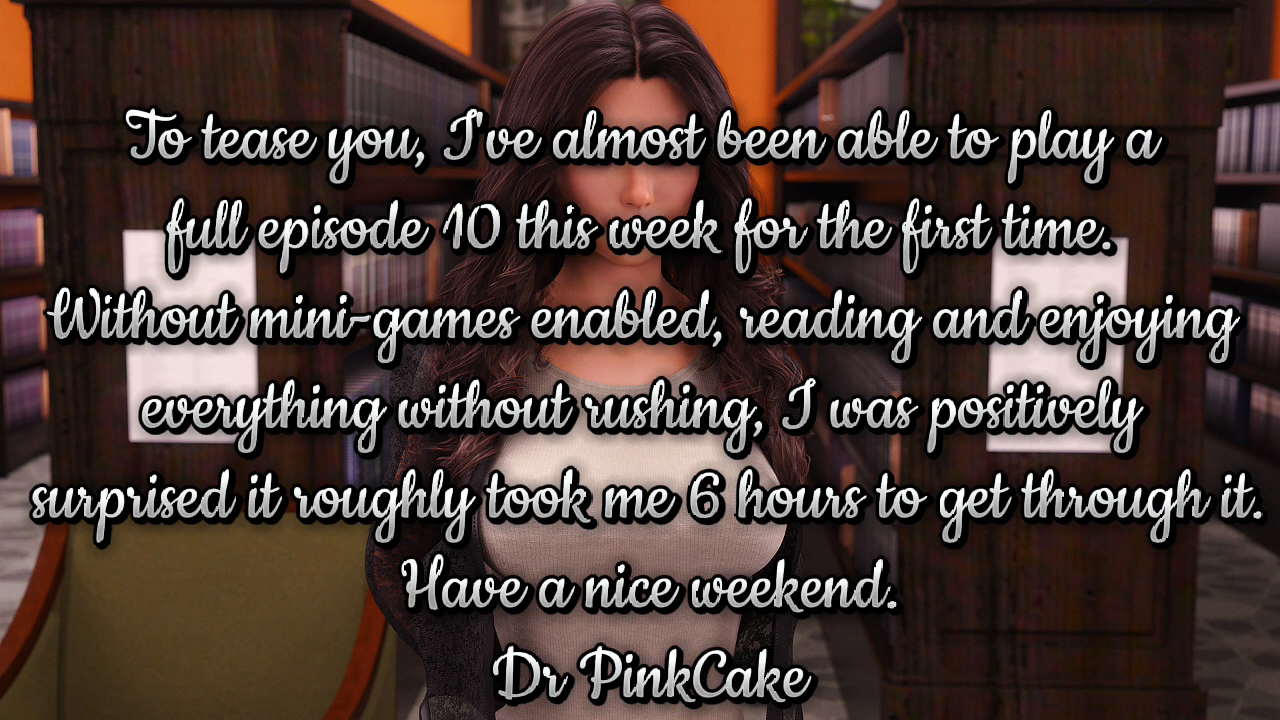 To tease you, I've almost been able to play a
full episode 10 this week for the first time.
Without mini-games enabled, reading and enjoying
everything without rushing, I was positively
surprised it roughly took me 6 hours to get through it.
Have a nice weekend.
Dr PinkCake